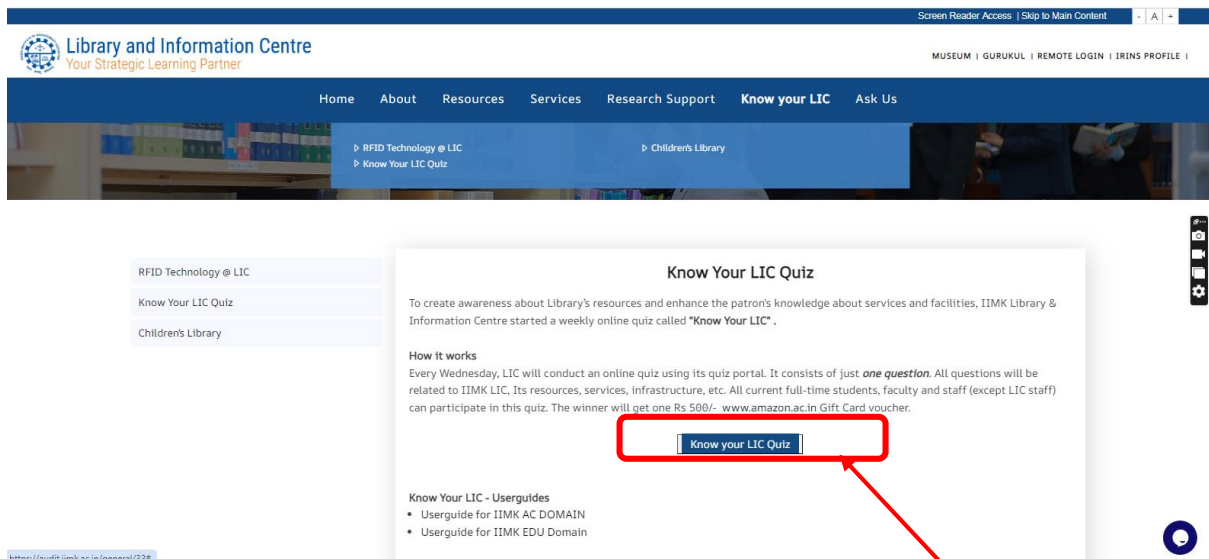 Screen Reader Access | Skip to Main Content - A +
Library and Information Centre
Your Strategic Learning Partner
MUSEUM | GURUKUL | REMOTE LOGIN | IRINS PROFILE |
Home About Resources Services Research Support Know your LIC Ask Us
RFID Technology @ LIC
Children's Library
Know Your LIC Quiz
RFID Technology @ LIC
Know Your LIC Quiz
Children's Library
Know Your LIC Quiz
To create awareness about Library's resources and enhance the patron's knowledge about services and facilities, IIMK Library &
Information Centre started a weekly online quiz called "Know Your LIC" .
How it works
Every Wednesday, LIC will conduct an online quiz using its quiz portal. It consists of just one question. All questions will be
related to IIMK LIC, Its resources, services, infrastructure, etc. All current full-time students, faculty and staff (except LIC staff)
can participate in this quiz. The winner will get one Rs 500/- www.amazon.ac.in Gift Card voucher.
Know your LIC Quiz
Know Your LIC - Userguides
Userguide for IIMK AC DOMAIN
Userguide for IIMK EDU Domain